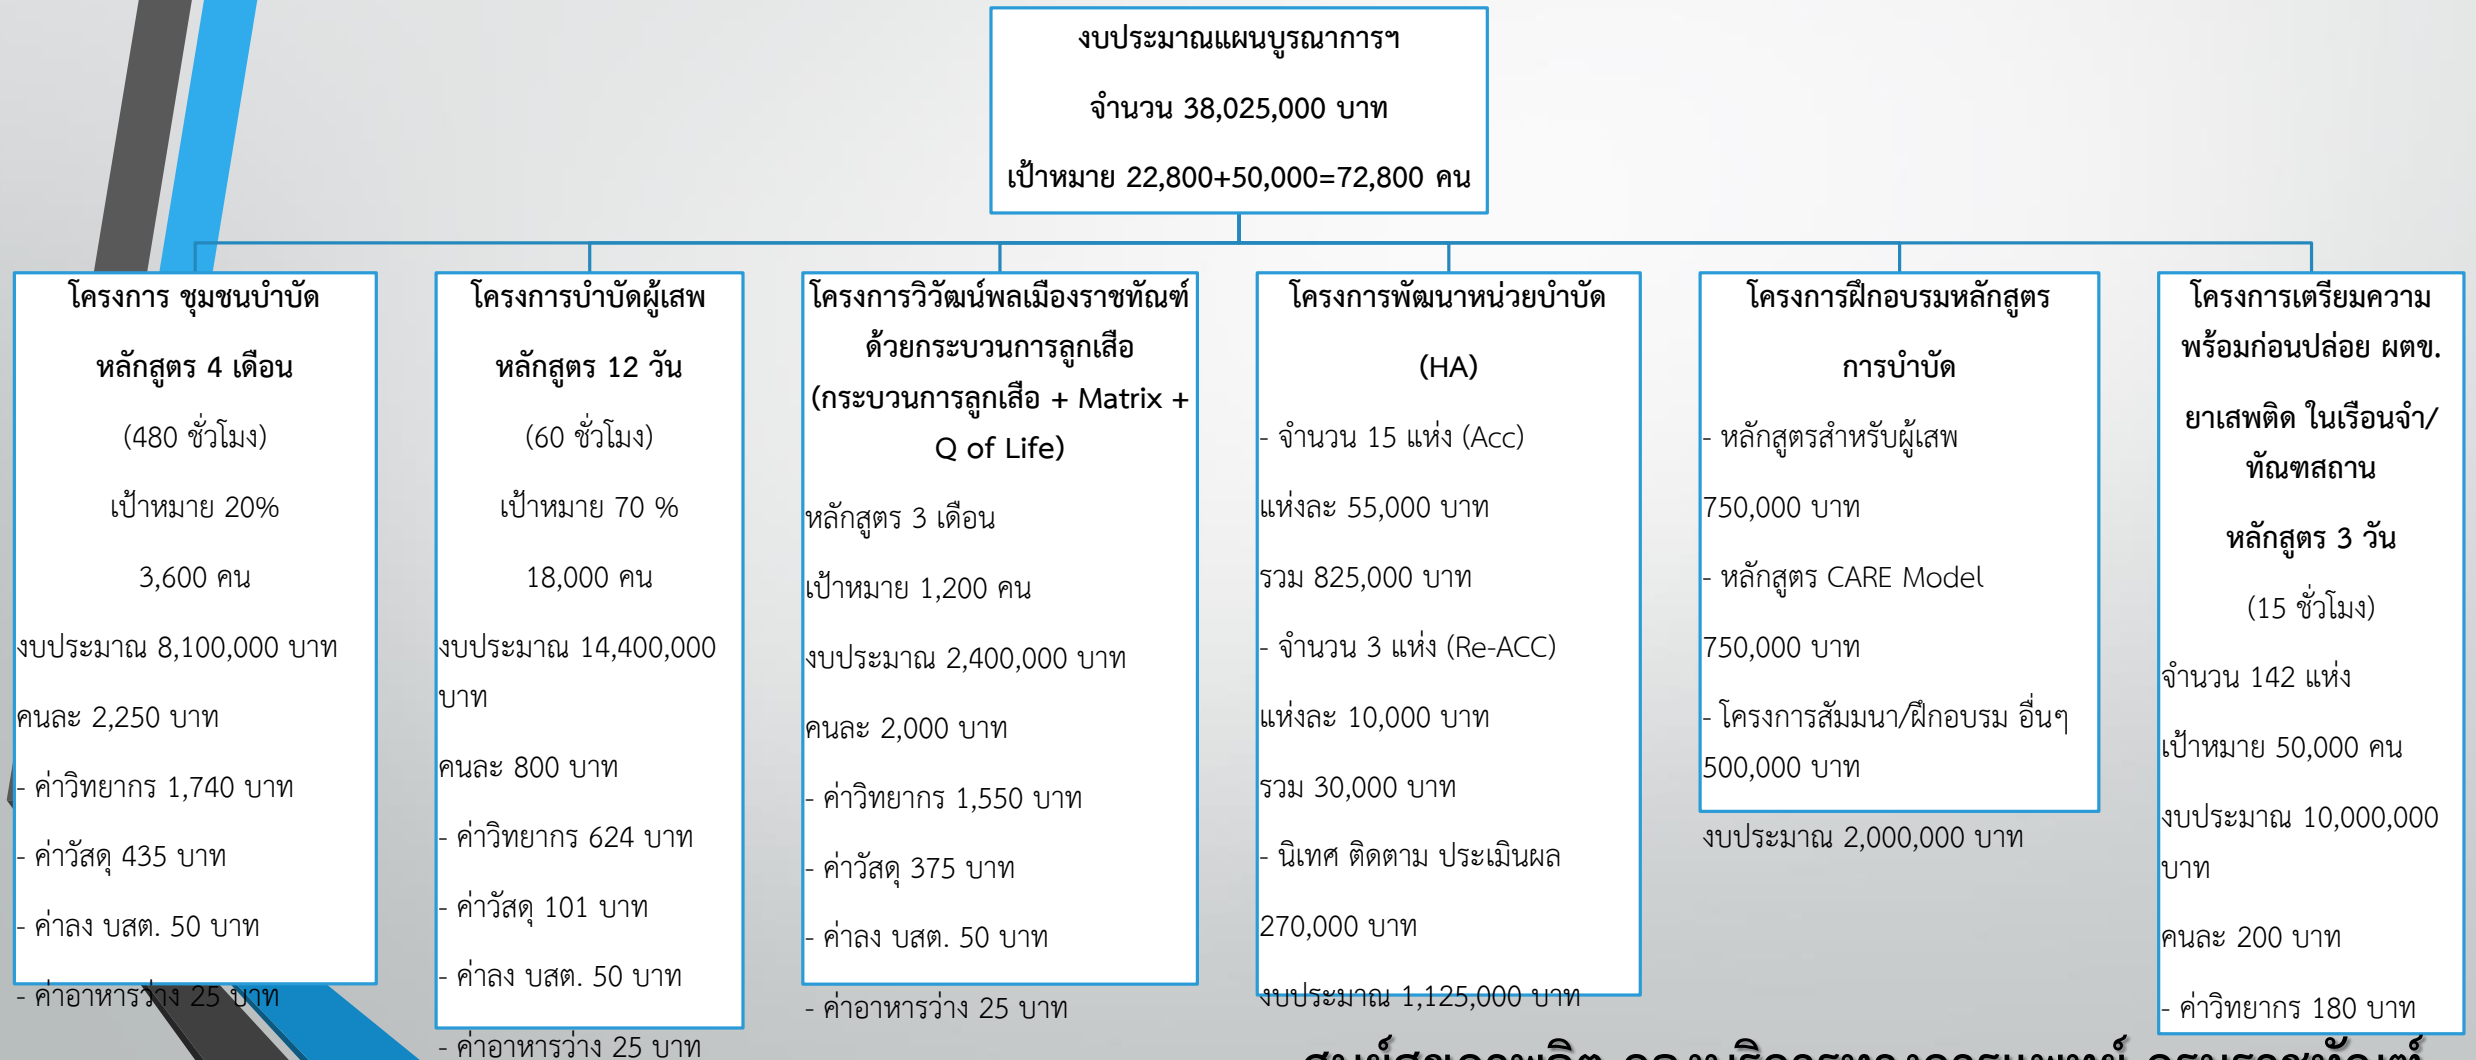 งบประมาณแผนบูรณาการฯ
จำนวน 38,025,000 บาท
เป้าหมาย 22,800+50,000=72,800 คน
โครงการ ชุมชนบำบัด
หลักสูตร 4 เดือน
(480 ชั่วโมง)
เป้าหมาย 20%
3,600 คน
งบประมาณ 8,100,000 บาท
คนละ 2,250 บาท
- ค่าวิทยากร 1,740 บาท
- ค่าวัสดุ 435 บาท
- ค่าลง บสต. 50 บาท
- ค่าอาหารว่าง 25 บาท
โครงการบำบัดผู้เสพ
หลักสูตร 12 วัน
(60 ชั่วโมง)
เป้าหมาย 70 %
18,000 คน
งบประมาณ 14,400,000
บาท
คนละ 800 บาท
- ค่าวิทยากร 624 บาท
- ค่าวัสดุ 101 บาท
- ค่าลง บสต. 50 บาท
- ค่าอาหารว่าง 25 บาท
โครงการวิวัฒน์พลเมืองราชทัณฑ์
ด้วยกระบวนการลูกเสือ
(กระบวนการลูกเสือ + Matrix +
Q of Life)
หลักสูตร 3 เดือน
เป้าหมาย 1,200 คน
งบประมาณ 2,400,000 บาท
คนละ 2,000 บาท
- ค่าวิทยากร 1,550 บาท
- ค่าวัสดุ 375 บาท
- ค่าลง บสต. 50 บาท
- ค่าอาหารว่าง 25 บาท
โครงการพัฒนาหน่วยบำบัด
(HA)
- จำนวน 15 แห่ง (Acc)
แห่งละ 55,000 บาท
รวม 825,000 บาท
- จำนวน 3 แห่ง (Re-ACC)
แห่งละ 10,000 บาท
รวม 30,000 บาท
- นิเทศ ติดตาม ประเมินผล
270,000 บาท
งบประมาณ 1,125,000 บาท
โครงการฝึกอบรมหลักสูตร
การบำบัด
- หลักสูตรสำหรับผู้เสพ
750,000 บาท
- หลักสูตร CARE Model
750,000 บาท
- โครงการสัมมนา/ฝึกอบรม อื่นๆ
500,000 บาท
งบประมาณ 2,000,000 บาท
โครงการเตรียมความ
พร้อมก่อนปล่อย ผตข.
ยาเสพติด ในเรือนจำ/
ทัณฑสถาน
หลักสูตร 3 วัน
(15 ชั่วโมง)
จำนวน 142 แห่ง
เป้าหมาย 50,000 คน
งบประมาณ 10,000,000
บาท
คนละ 200 บาท
- ค่าวิทยากร 180 บาท
ศูนย์สุขภาพจิต กองบริการทางการแพทย์ กรมราชทัณฑ์